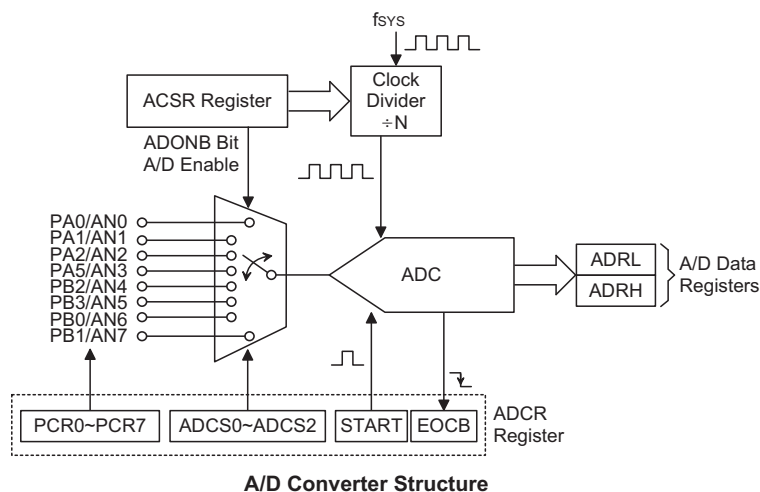 fSYS
Clock
Divider
÷N
ACSR Register
ADONB Bit
A/D Enable
PA0/AN0
PA1/AN1
PA2/AN2
PA5/AN3
PB2/AN4
PB3/AN5
PB0/AN6
PB1/AN7
ADC
ADRL
ADRH
A/D Data
Registers
PCR0~PCR7
ADCS0~ADCS2
START
EOCB
ADCR
Register
A/D Converter Structure